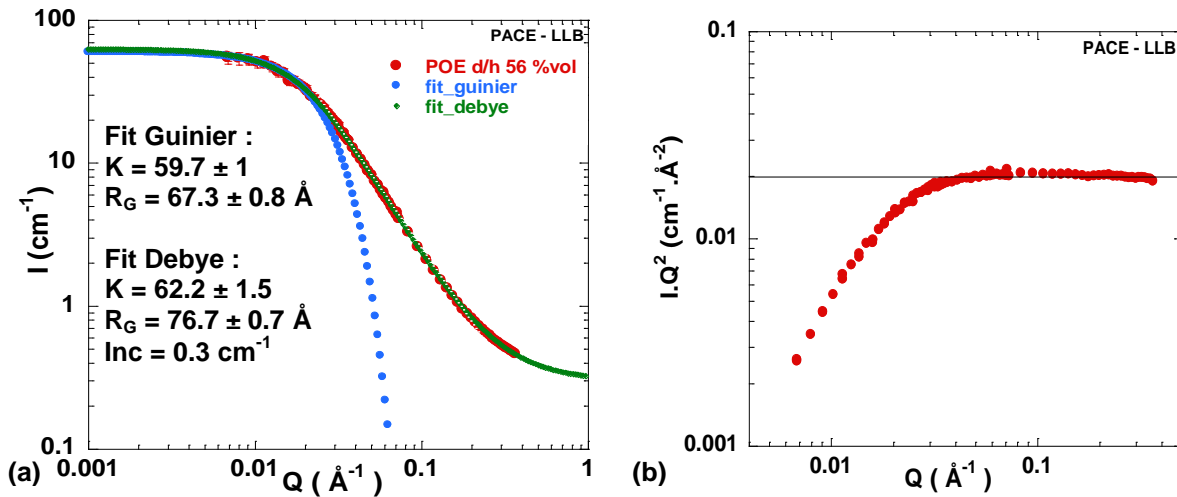 100
10
1
0.1
I (cm⁻¹)
PACE - LLB
POE d/h 56 %vol
fit_guinier
fit_debye
Fit Guinier :
K = 59.7 ± 1
R_G = 67.3 ± 0.8 Å
Fit Debye :
K = 62.2 ± 1.5
R_G = 76.7 ± 0.7 Å
Inc = 0.3 cm⁻¹
0.001 0.01 0.1 1
Q ( Å⁻¹)
(a)
0.1
0.01
0.001
I.Q² (cm⁻¹.Å⁻²)
PACE - LLB
0.01 0.1
Q ( Å⁻¹)
(b)